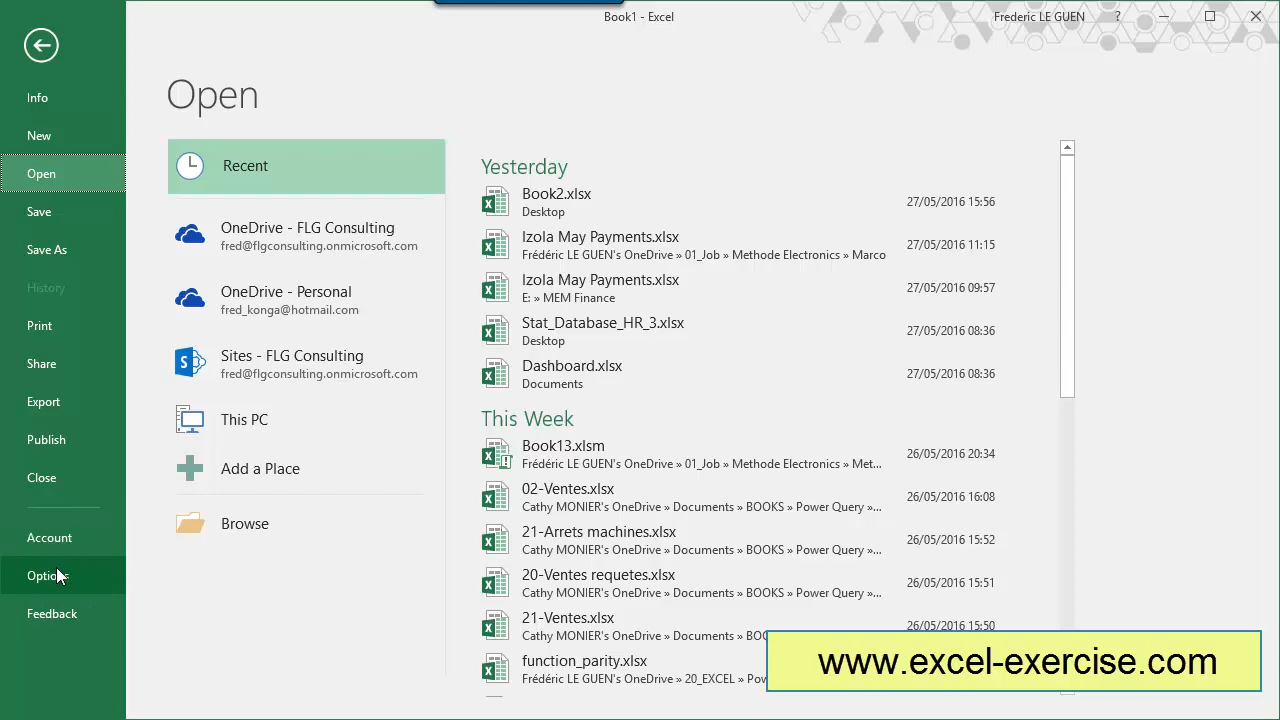 Book1 - Excel
Frederic LE GUEN
?
Info
New
Open
Save
Save As
History
Print
Share
Export
Publish
Close
Account
Feedback
Open
Recent
OneDrive - FLG Consulting
fred@flgconsulting.onmicrosoft.com
OneDrive - Personal
fred_konga@hotmail.com
Sites - FLG Consulting
fred@flgconsulting.onmicrosoft.com
This PC
Add a Place
Browse
Yesterday
Book2.xlsx
Desktop
27/05/2016 15:56
Izola May Payments.xlsx
Frédéric LE GUEN's OneDrive » 01_Job » Methode Electronics » Marco
27/05/2016 11:15
Izola May Payments.xlsx
E: » MEM Finance
27/05/2016 09:57
Stat_Database_HR_3.xlsx
Desktop
27/05/2016 08:36
Dashboard.xlsx
Documents
27/05/2016 08:36
This Week
Book13.xlsm
Frédéric LE GUEN's OneDrive » 01_Job » Methode Electronics » Met...
26/05/2016 20:34
02-Ventes.xlsx
Cathy MONIER's OneDrive » Documents » BOOKS » Power Query »...
26/05/2016 16:08
21-Arrets machines.xlsx
Cathy MONIER's OneDrive » Documents » BOOKS » Power Query »...
26/05/2016 15:52
20-Ventes requetes.xlsx
Cathy MONIER's OneDrive » Documents » BOOKS » Power Query »...
26/05/2016 15:51
21-Ventes.xlsx
Cathy MONIER's OneDrive » Documents »
26/05/2016 15:50
function_parity.xlsx
Frédéric LE GUEN's OneDrive » 20_EXCEL »
www.excel-exercise.com